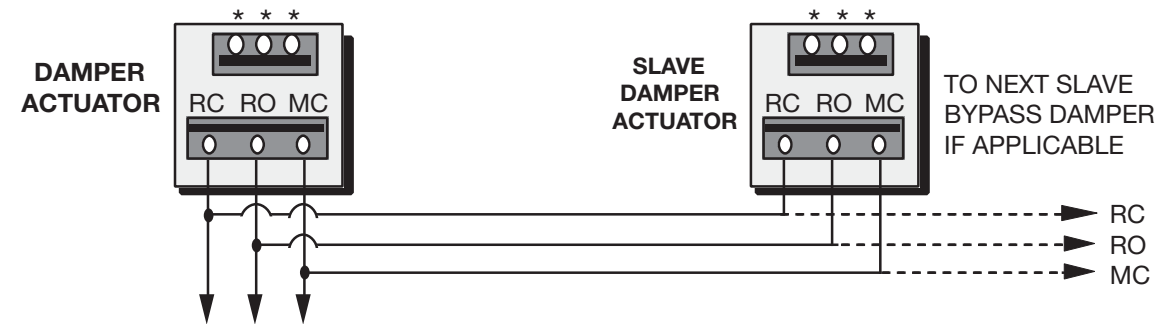 * * *
DAMPER
ACTUATOR
RC RO MC
* * *
SLAVE
DAMPER
ACTUATOR
RC RO MC
TO NEXT SLAVE
BYPASS DAMPER
IF APPLICABLE
RC
RO
MC